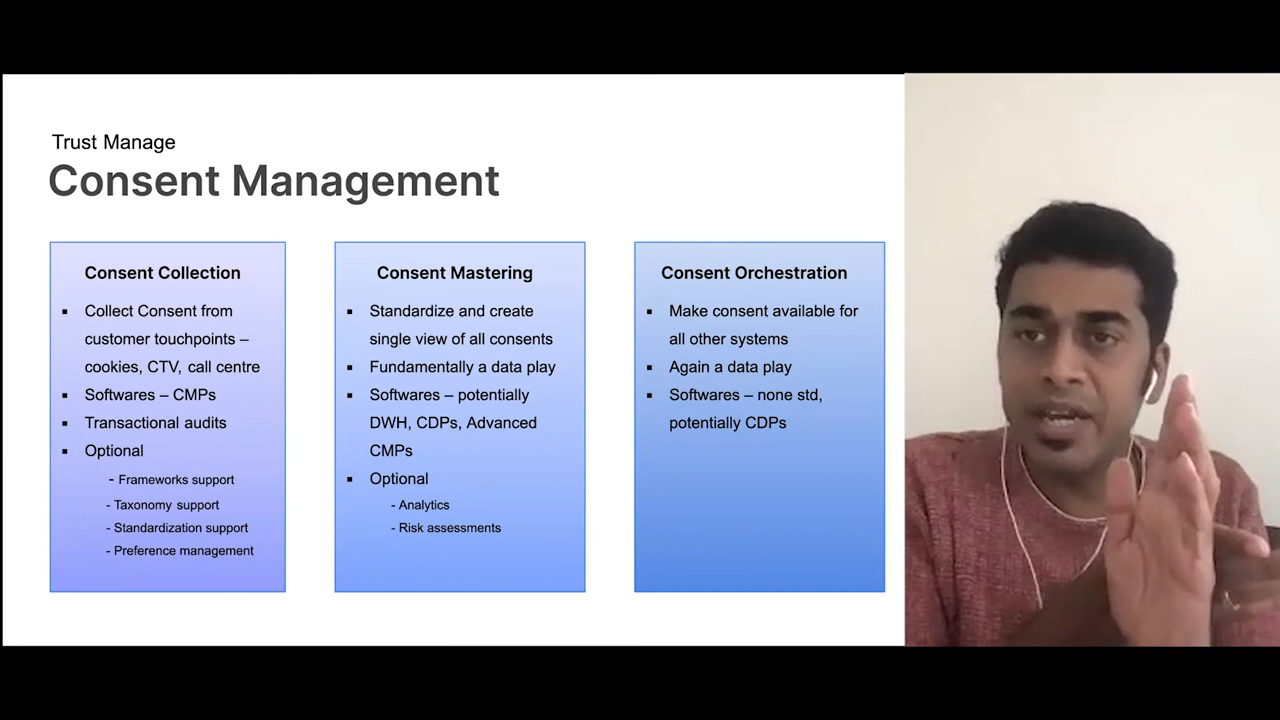 Trust Manage
Consent Management
Consent Collection
▪ Collect Consent from
customer touchpoints –
cookies, CTV, call centre
▪ Softwares – CMPs
▪ Transactional audits
▪ Optional
- Frameworks support
- Taxonomy support
- Standardization support
- Preference management
Consent Mastering
▪ Standardize and create
single view of all consents
▪ Fundamentally a data play
▪ Softwares – potentially
DWH, CDPs, Advanced
CMPs
▪ Optional
- Analytics
- Risk assessments
Consent Orchestration
▪ Make consent available for
all other systems
▪ Again a data play
▪ Softwares – none std,
potentially CDPs